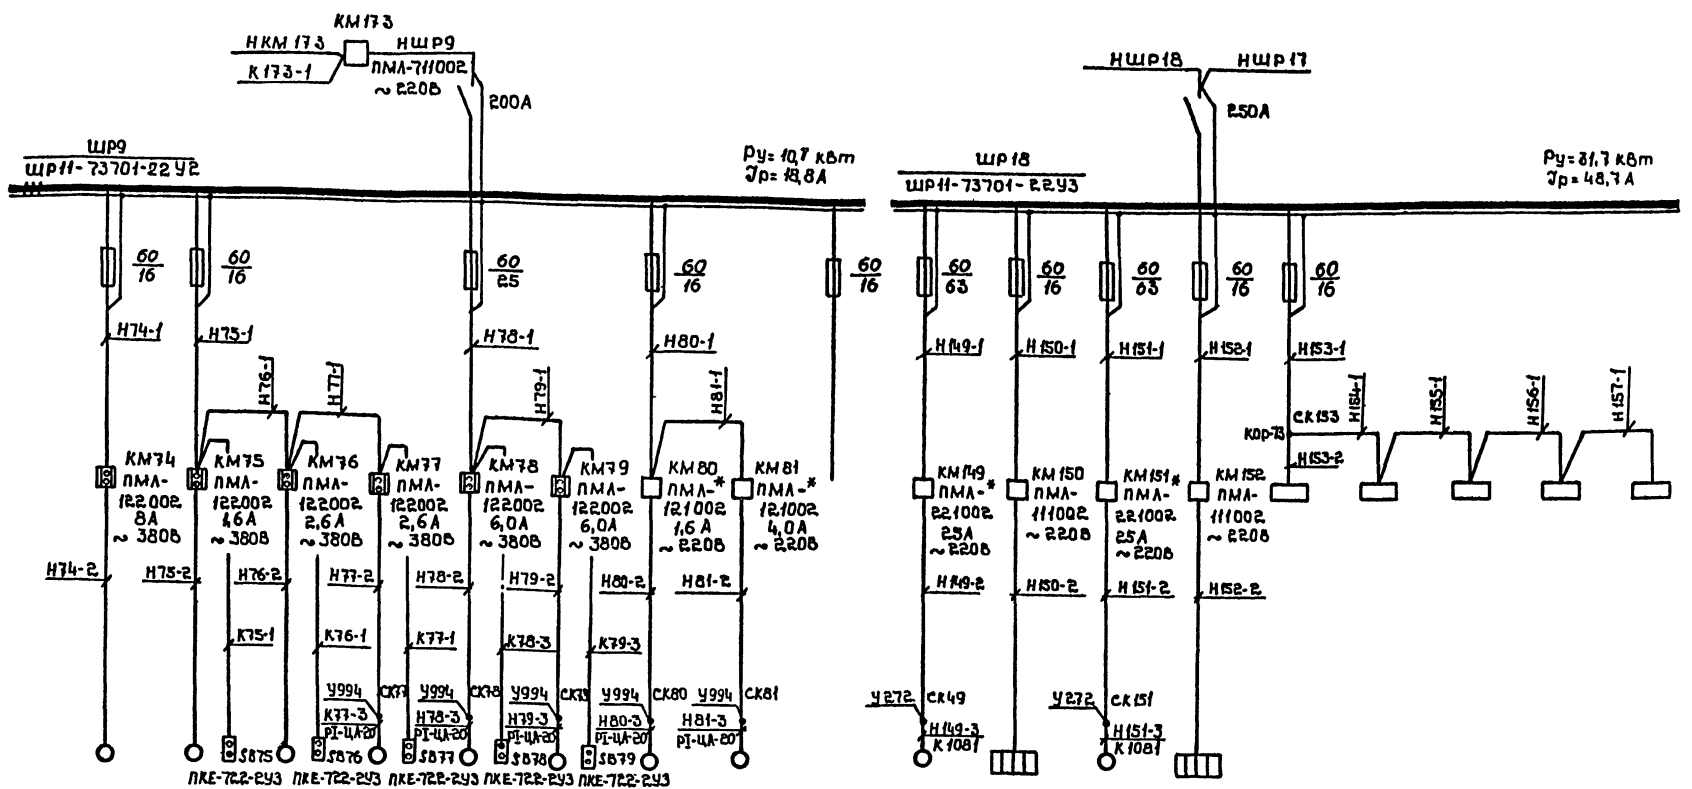 КМ173
НКМ173
НШР9
К173-1
ПМЛ-711002
~220В
200А
ШР9
ШР11-73701-22У2
Ру=10,7 кВт
Јр=18,8А
НШР18
НШР17
250А
ШР18
ШР11-73701-22У3
Ру=31,7 кВт
Јр=48,7А
60
16
60
16
60
25
60
16
60
16
60
63
60
16
60
63
60
16
60
16
Н74-1
Н75-1
Н78-1
Н80-1
Н149-1
Н150-1
Н151-1
Н152-1
Н153-1
Н76-1
Н77-1
Н79-1
Н81-1
Н154-1
Н155-1
Н156-1
Н157-1
СК153
КОР-73
Н153-2
КМ74
ПМЛ-
122002
8А
~380В
КМ75
ПМЛ-
122002
1,6А
~380В
КМ76
ПМЛ-
122002
2,6А
~380В
КМ77
ПМЛ-
122002
2,6А
~380В
КМ78
ПМЛ-
122002
6,0А
~380В
КМ79
ПМЛ-
122002
6,0А
~380В
КМ80
ПМЛ-*
121002
1,6А
~220В
КМ81
ПМЛ-*
121002
4,0А
~220В
КМ149
ПМЛ-*
221002
25А
~220В
КМ150
ПМЛ-
111002
~220В
КМ151*
ПМЛ-
221002
25А
~220В
КМ152
ПМЛ-
111002
~220В
Н74-2
Н75-2
Н76-2
Н77-2
Н78-2
Н79-2
Н80-2
Н81-2
Н149-2
Н150-2
Н151-2
Н152-2
К75-1
К76-1
К77-1
К78-3
К79-3
У994
СК77
К77-3
РІ-ЦА-20
У994
СК78
Н78-3
РІ-ЦА-20
У994
СК79
Н79-3
РІ-ЦА-20
У994
СК80
Н80-3
РІ-ЦА-20
У994
СК81
Н81-3
РІ-ЦА-20
У272
СК49
Н149-3
К1081
У272
СК151
Н151-3
К1081
SB75
SB76
SB77
SB78
SB79
ПКЕ-722-2У3
ПКЕ-722-2У3
ПКЕ-722-2У3
ПКЕ-722-2У3
ПКЕ-722-2У3